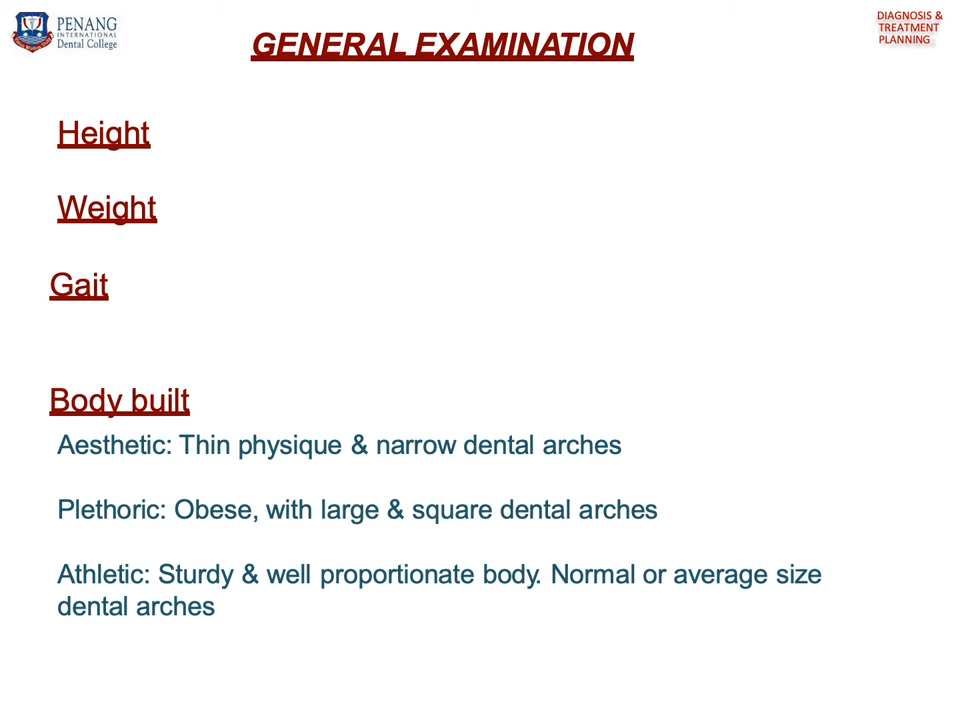 PENANG
INTERNATIONAL
Dental College
GENERAL EXAMINATION
DIAGNOSIS &
TREATMENT
PLANNING
Height
Weight
Gait
Body built
Aesthetic: Thin physique & narrow dental arches
Plethoric: Obese, with large & square dental arches
Athletic: Sturdy & well proportionate body. Normal or average size
dental arches